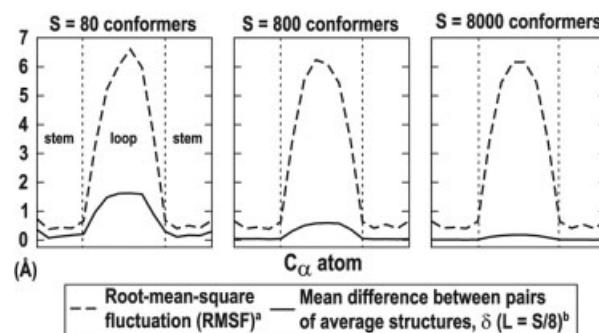 S = 80 conformers
S = 800 conformers
S = 8000 conformers
7
6
5
4
3
2
1
0
(Å)
stem
loop
stem
Cα atom
Root-mean-square
fluctuation (RMSF)ᵃ
Mean difference between pairs
of average structures, δ (L = S/8)ᵇ